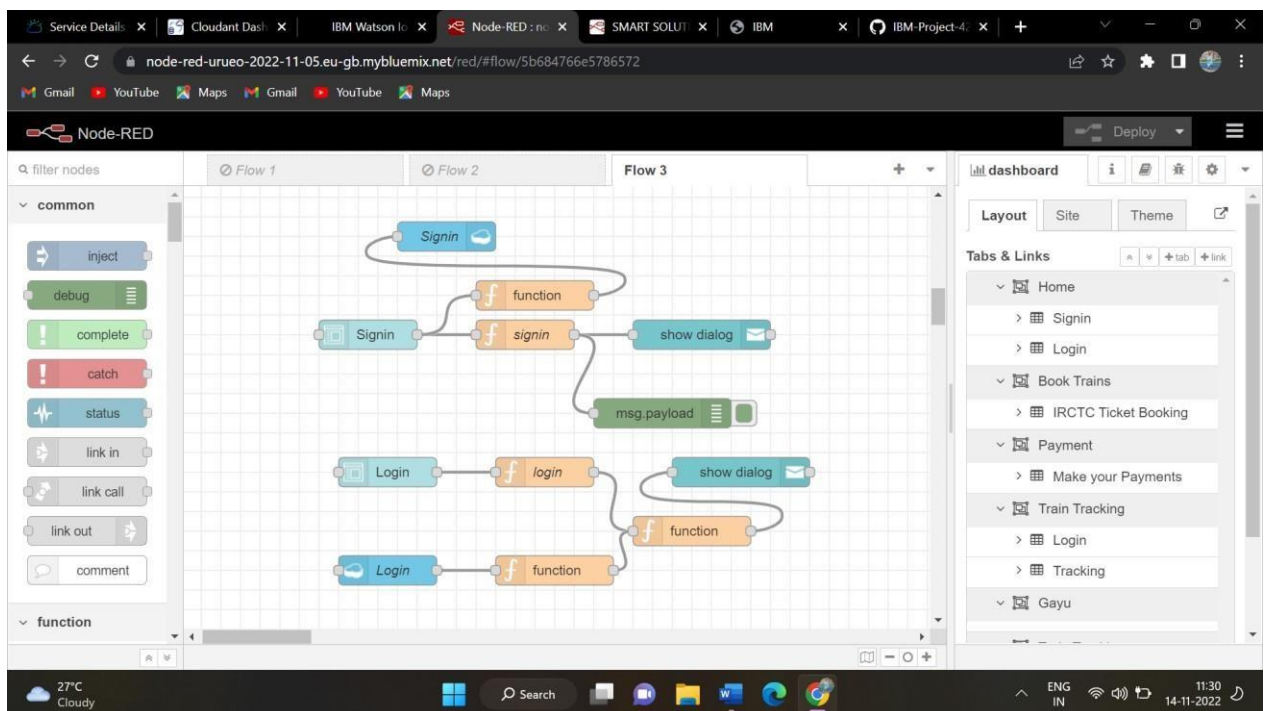 Service Details
Cloudant Dash
IBM Watson Io
Node-RED : no
SMART SOLUT
IBM
IBM-Project-42
node-red-urueo-2022-11-05.eu-gb.mybluemix.net/red/#flow/5b684766e5786572
Gmail YouTube Maps Gmail YouTube Maps
Node-RED
Deploy
filter nodes
Flow 1
Flow 2
Flow 3
dashboard
i
common
inject
debug
complete
catch
status
link in
link call
link out
comment
function
Signin
function
Signin
signin
show dialog
msg.payload
Login
login
show dialog
function
Login
function
Layout
Site
Theme
Tabs & Links
tab
link
Home
Signin
Login
Book Trains
IRCTC Ticket Booking
Payment
Make your Payments
Train Tracking
Login
Tracking
Gayu
27°C
Cloudy
Search
ENG
IN
11:30
14-11-2022